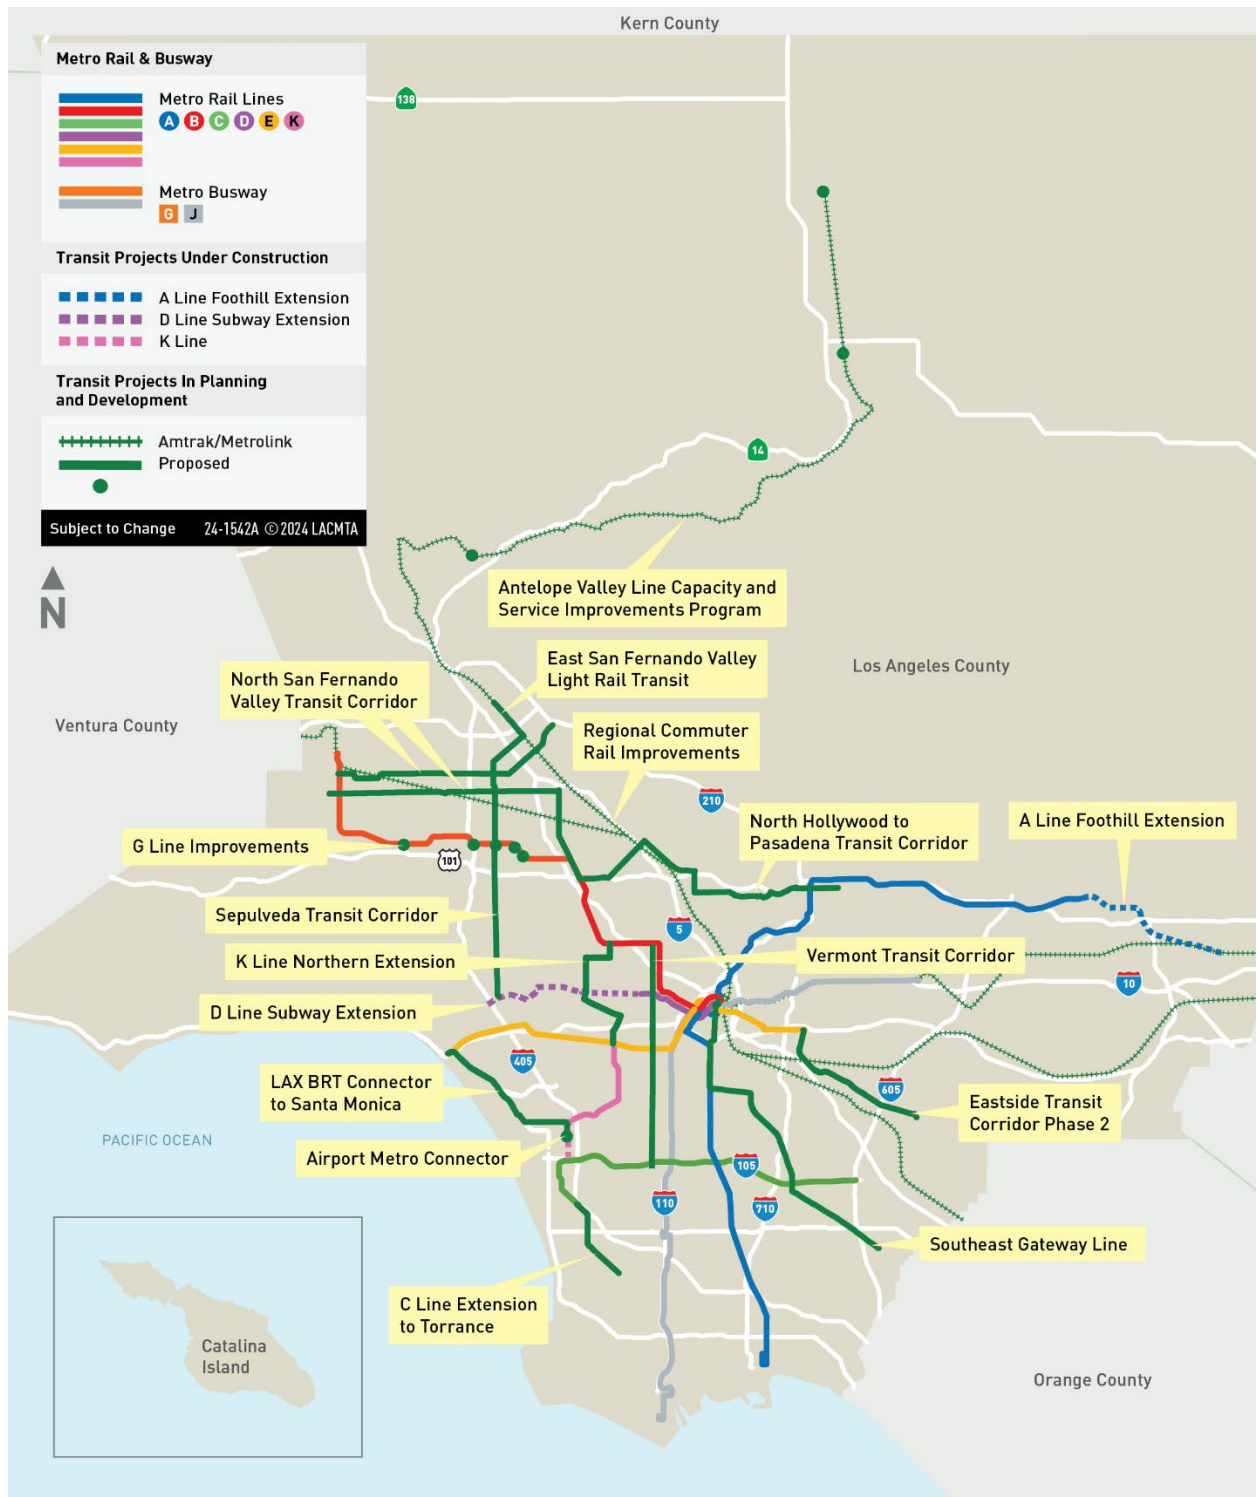 Kern County
Metro Rail & Busway
Metro Rail Lines
A B C D E K
Metro Busway
G J
Transit Projects Under Construction
A Line Foothill Extension
D Line Subway Extension
K Line
Transit Projects In Planning
and Development
Amtrak/Metrolink
Proposed
Subject to Change 24-1542A © 2024 LACMTA
N
138
14
Antelope Valley Line Capacity and
Service Improvements Program
East San Fernando Valley
Light Rail Transit
Los Angeles County
North San Fernando
Valley Transit Corridor
Ventura County
Regional Commuter
Rail Improvements
210
North Hollywood to
Pasadena Transit Corridor
A Line Foothill Extension
G Line Improvements
101
Sepulveda Transit Corridor
5
K Line Northern Extension
Vermont Transit Corridor
10
D Line Subway Extension
405
LAX BRT Connector
to Santa Monica
605
Eastside Transit
Corridor Phase 2
PACIFIC OCEAN
Airport Metro Connector
105
110
710
Southeast Gateway Line
C Line Extension
to Torrance
Catalina
Island
Orange County